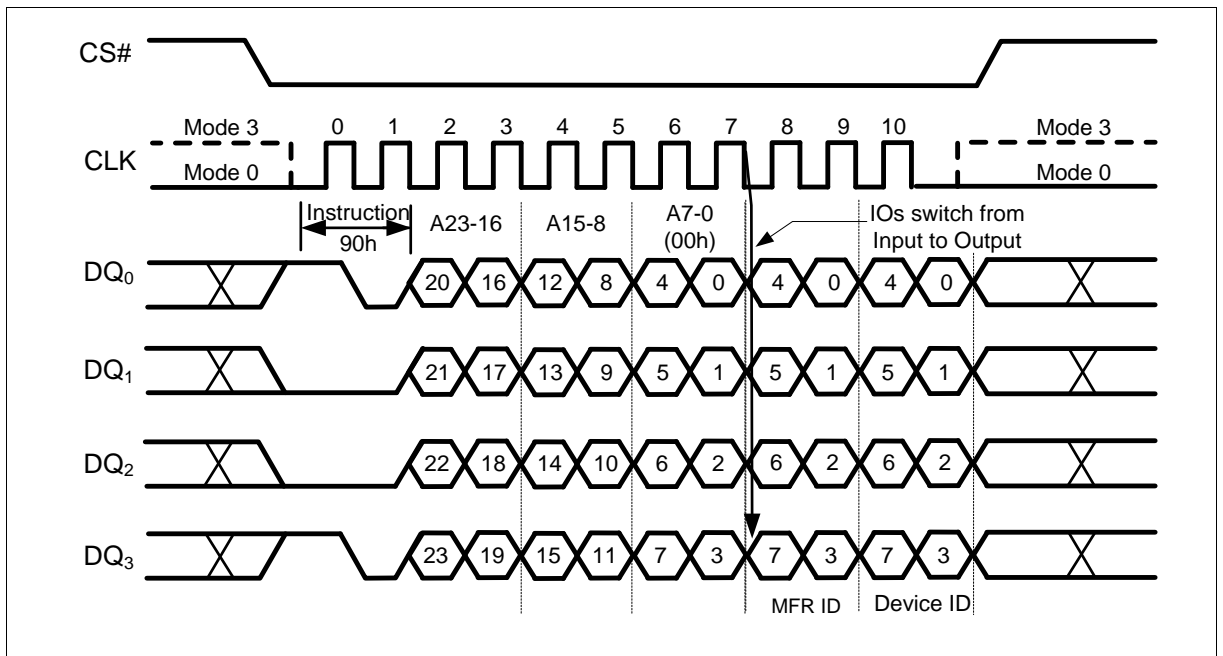 CS#
Mode 3 0 1 2 3 4 5 6 7 8 9 10 Mode 3
CLK
Mode 0 Mode 0
Instruction A23-16 A15-8 A7-0 IOs switch from
90h (00h) Input to Output
DQ0 20 16 12 8 4 0 4 0 4 0
DQ1 21 17 13 9 5 1 5 1 5 1
DQ2 22 18 14 10 6 2 6 2 6 2
DQ3 23 19 15 11 7 3 7 3 7 3
MFR ID Device ID